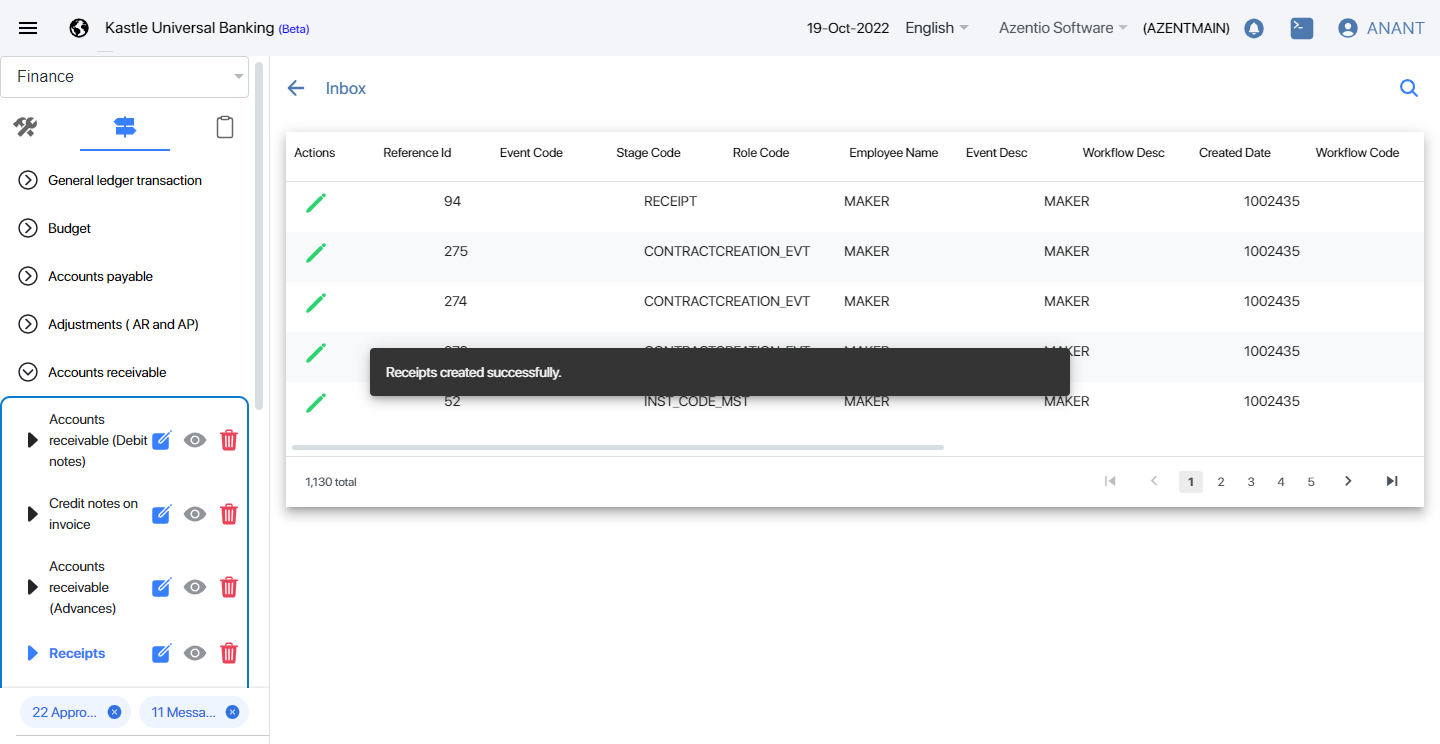 Kastle Universal Banking (Beta)
19-Oct-2022 English Azentio Software (AZENTMAIN) ANANT
Finance
General ledger transaction
Budget
Accounts payable
Adjustments ( AR and AP)
Accounts receivable
Accounts
receivable (Debit
notes)
Credit notes on
invoice
Accounts
receivable
(Advances)
Receipts
22 Appro... 11 Messa...
Inbox
Actions Reference Id Event Code Stage Code Role Code Employee Name Event Desc Workflow Desc Created Date Workflow Code
94 RECEIPT MAKER MAKER 1002435
275 CONTRACTCREATION_EVT MAKER MAKER 1002435
274 CONTRACTCREATION_EVT MAKER MAKER 1002435
CONTRACTCREATION_EVT MAKER MAKER 1002435
Receipts created successfully.
52 INST_CODE_MST MAKER MAKER 1002435
1,130 total 1 2 3 4 5